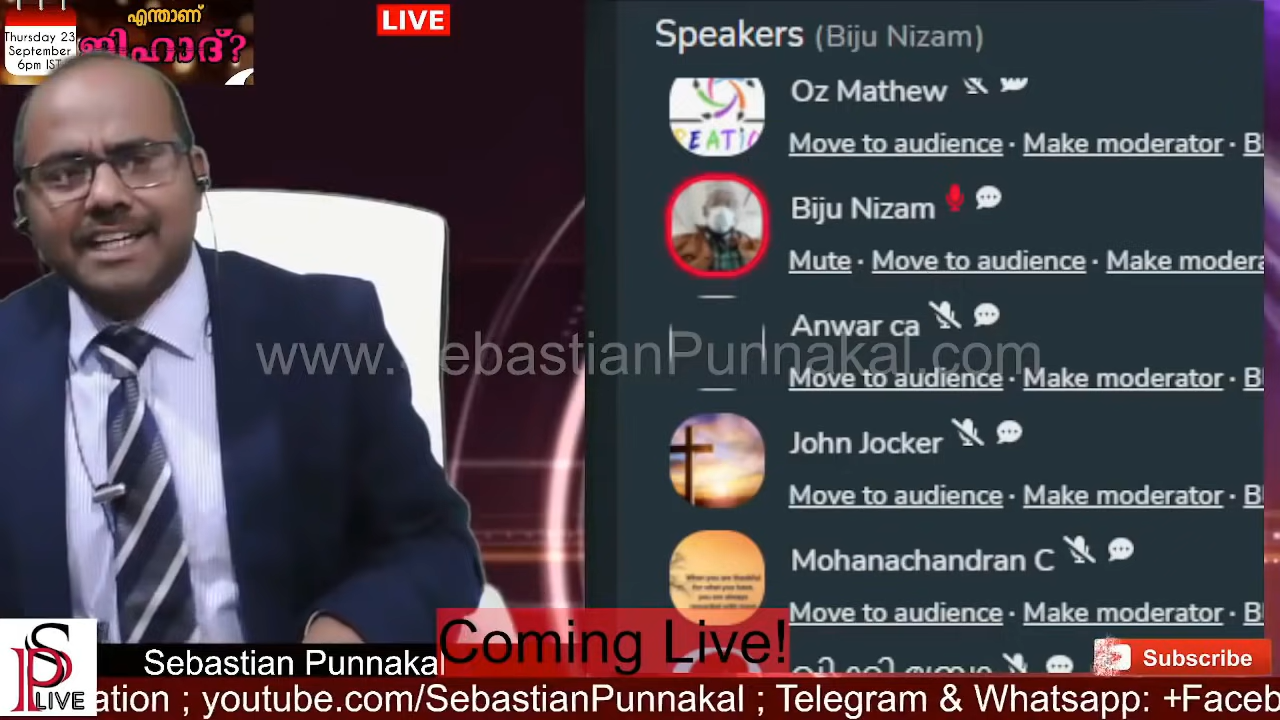 Thursday 23
September
6pm IST
എന്താണ്
ജിഹാദ്?
LIVE
Speakers (Biju Nizam)
Oz Mathew
Move to audience · Make moderator · B
Biju Nizam
Mute · Move to audience · Make modera
Anwar ca
Move to audience · Make moderator · B
John Jocker
Move to audience · Make moderator · B
Mohanachandran C
Move to audience · Make moderator · B
www.SebastianPunnakal.com
Coming Live!
Sebastian Punnakal
Subscribe
SP
LIVE
ation ; youtube.com/SebastianPunnakal ; Telegram & Whatsapp: +Faceb